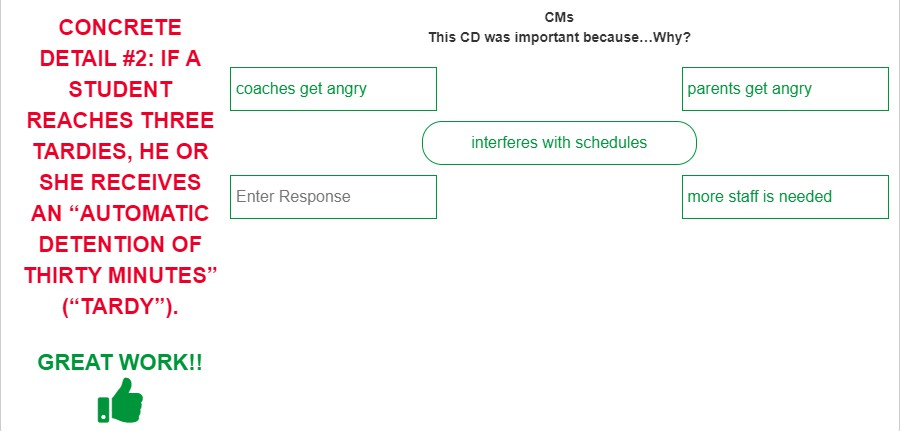 CONCRETE
DETAIL #2: IF A
STUDENT
REACHES THREE
TARDIES, HE OR
SHE RECEIVES
AN “AUTOMATIC
DETENTION OF
THIRTY MINUTES”
(“TARDY”).
GREAT WORK!!
CMs
This CD was important because…Why?
coaches get angry
parents get angry
interferes with schedules
Enter Response
more staff is needed